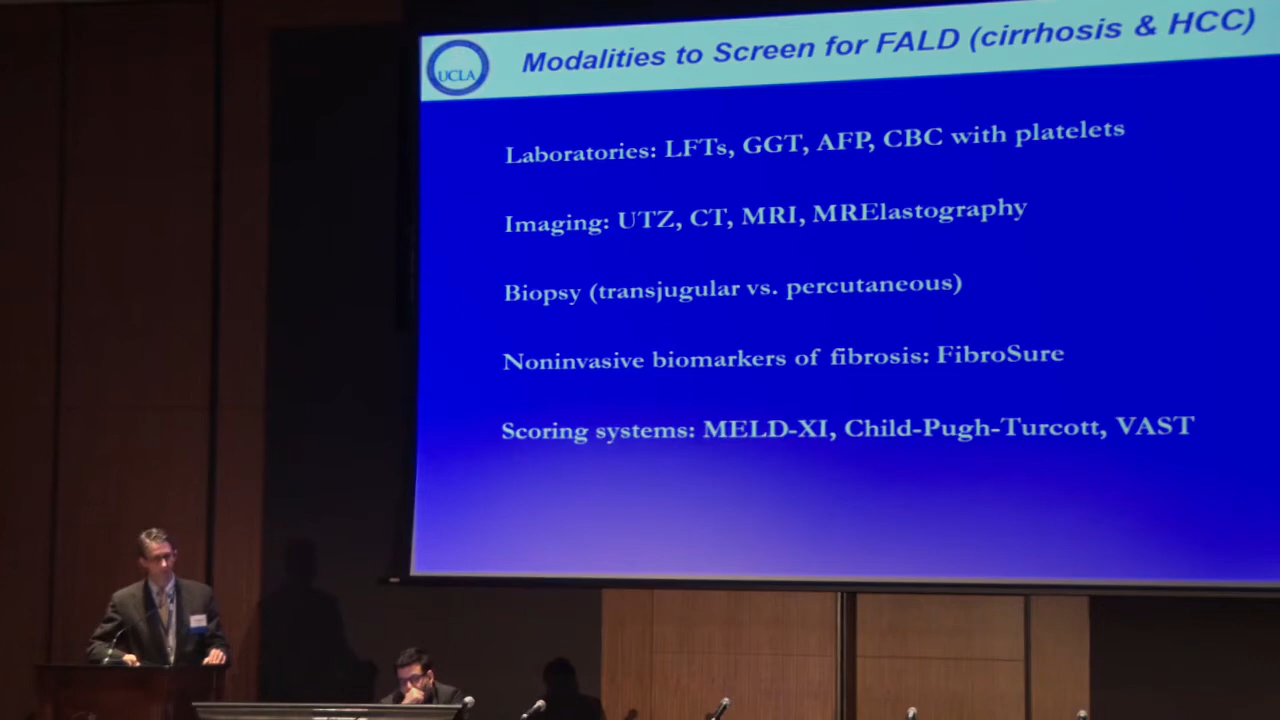 UCLA
Modalities to Screen for FALD (cirrhosis & HCC)
Laboratories: LFTs, GGT, AFP, CBC with platelets
Imaging: UTZ, CT, MRI, MRElastography
Biopsy (transjugular vs. percutaneous)
Noninvasive biomarkers of fibrosis: FibroSure
Scoring systems: MELD-XI, Child-Pugh-Turcott, VAST